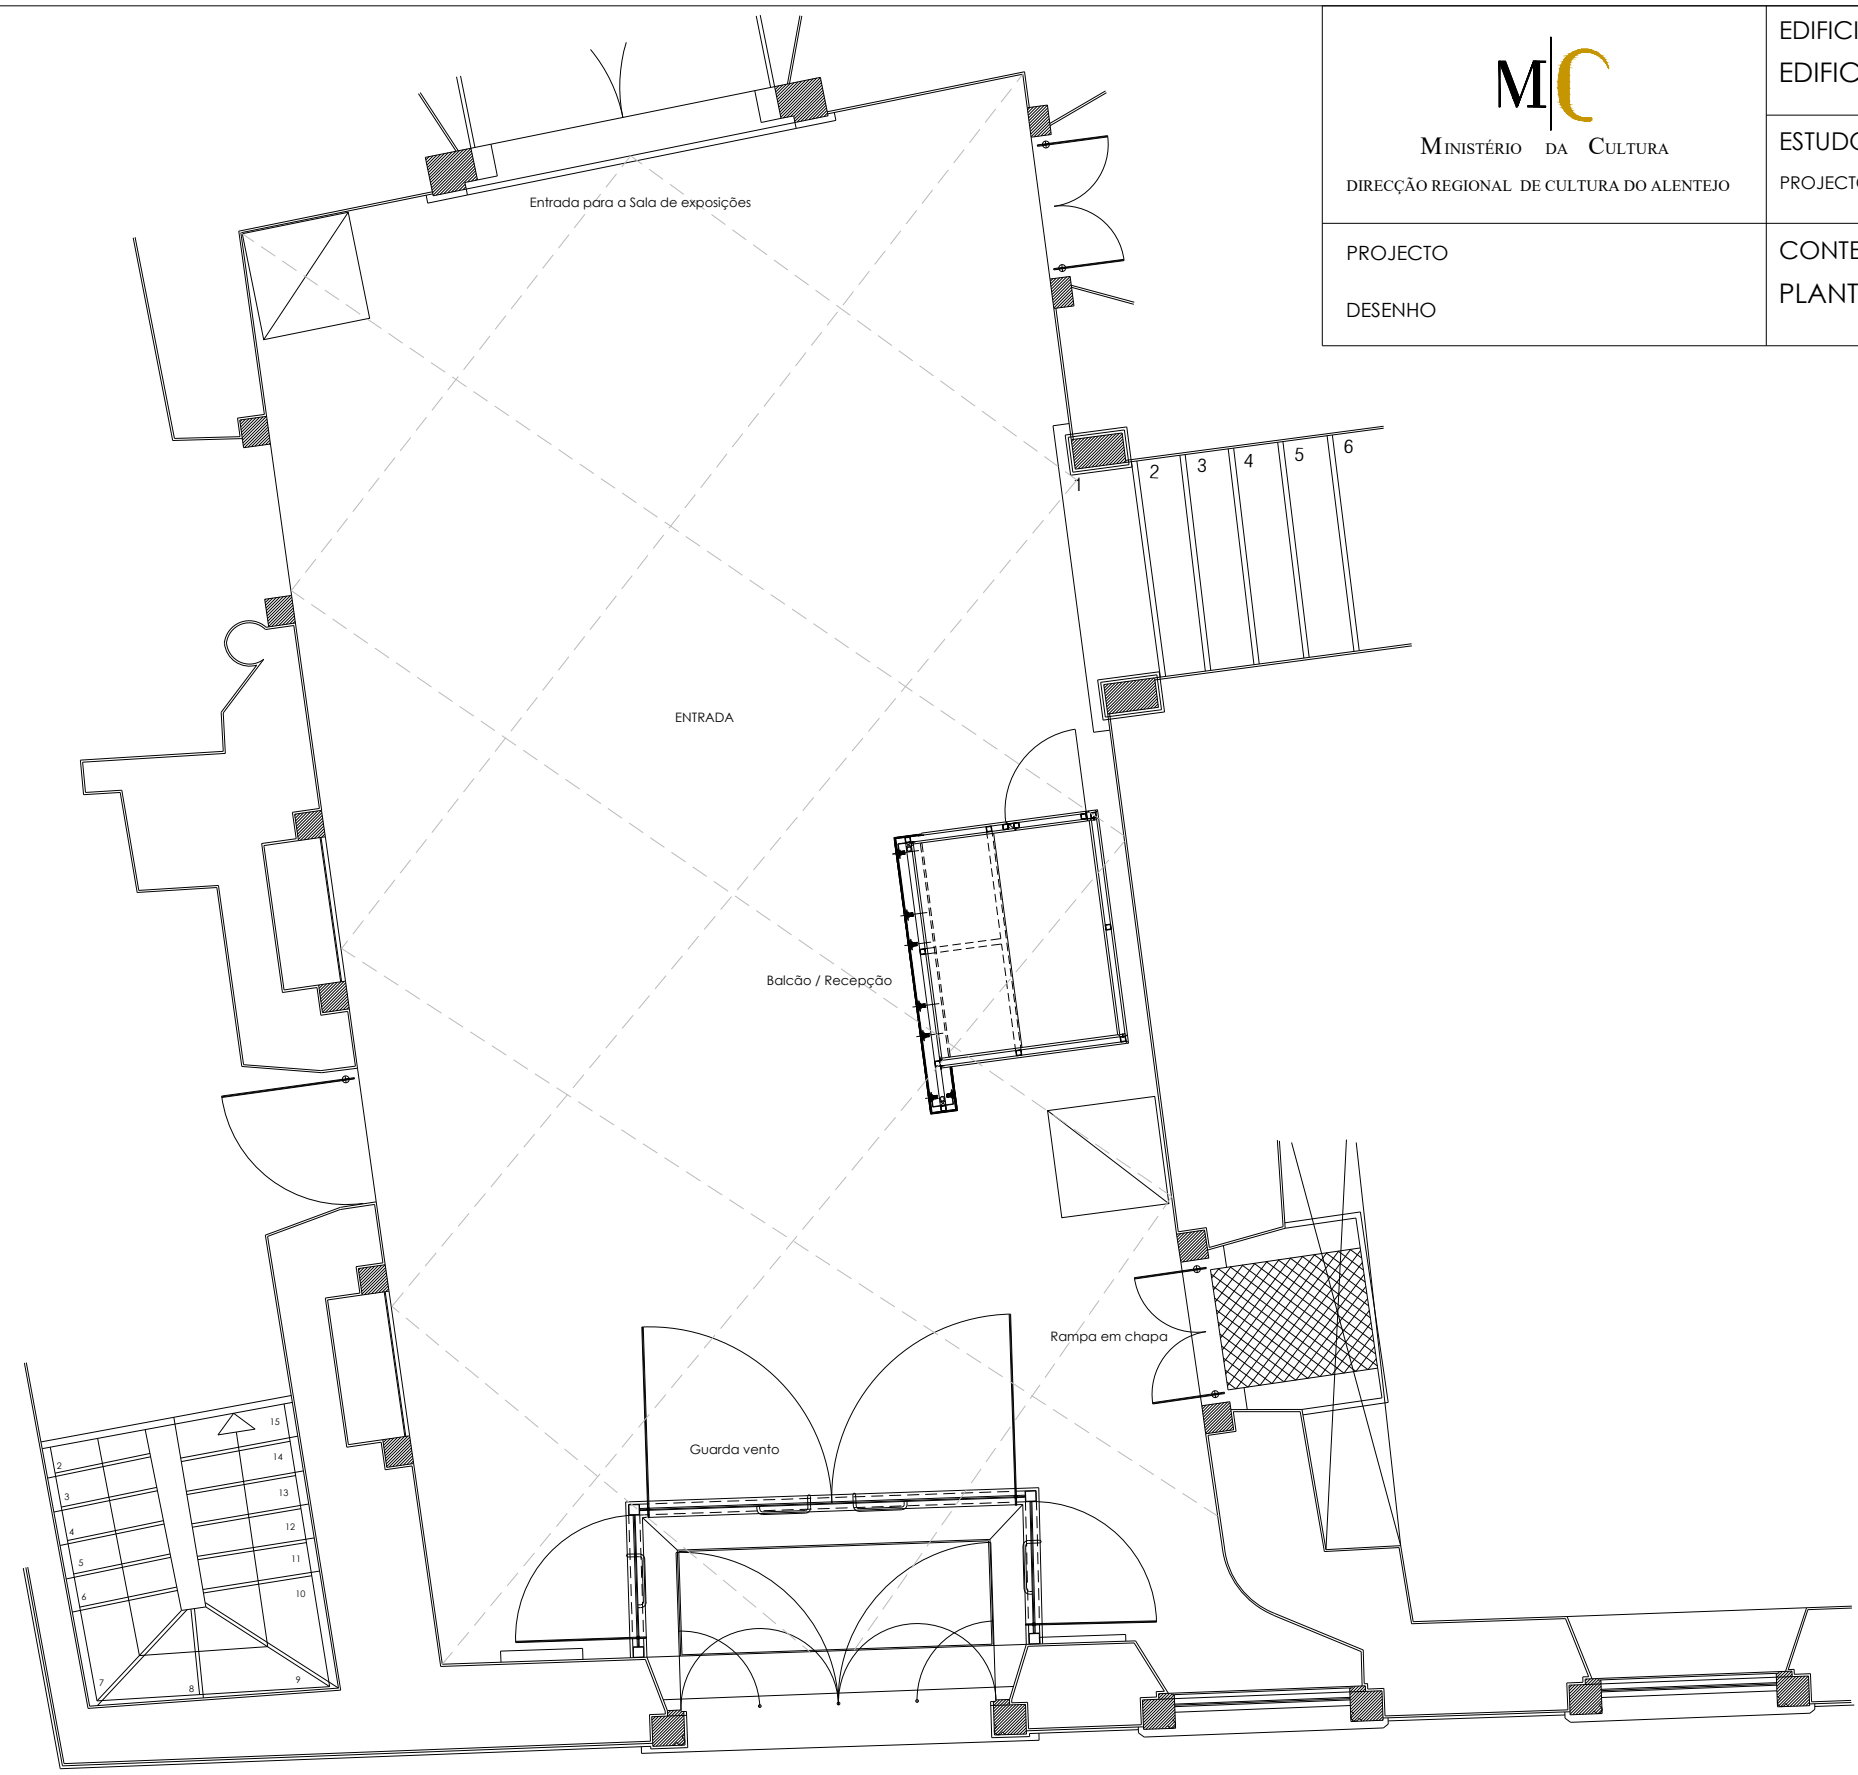 EDIFICI
EDIFIC
MC
MINISTÉRIO DA CULTURA
DIRECÇÃO REGIONAL DE CULTURA DO ALENTEJO
ESTUDO
PROJECTO
PROJECTO
DESENHO
CONTE
PLANT
Entrada para a Sala de exposições
1 2 3 4 5 6
ENTRADA
Balcão / Recepção
Rampa em chapa
Guarda vento
2
3
4
5
6
7
8
9
10
11
12
13
14
15